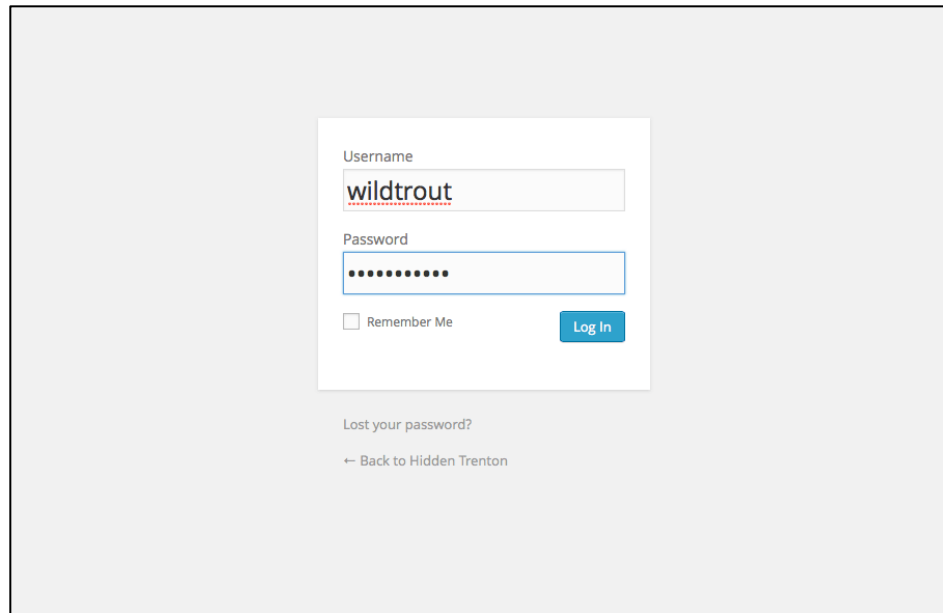 Username
wildtrout
Password
•••••••••••
Remember Me
Log In
Lost your password?
← Back to Hidden Trenton